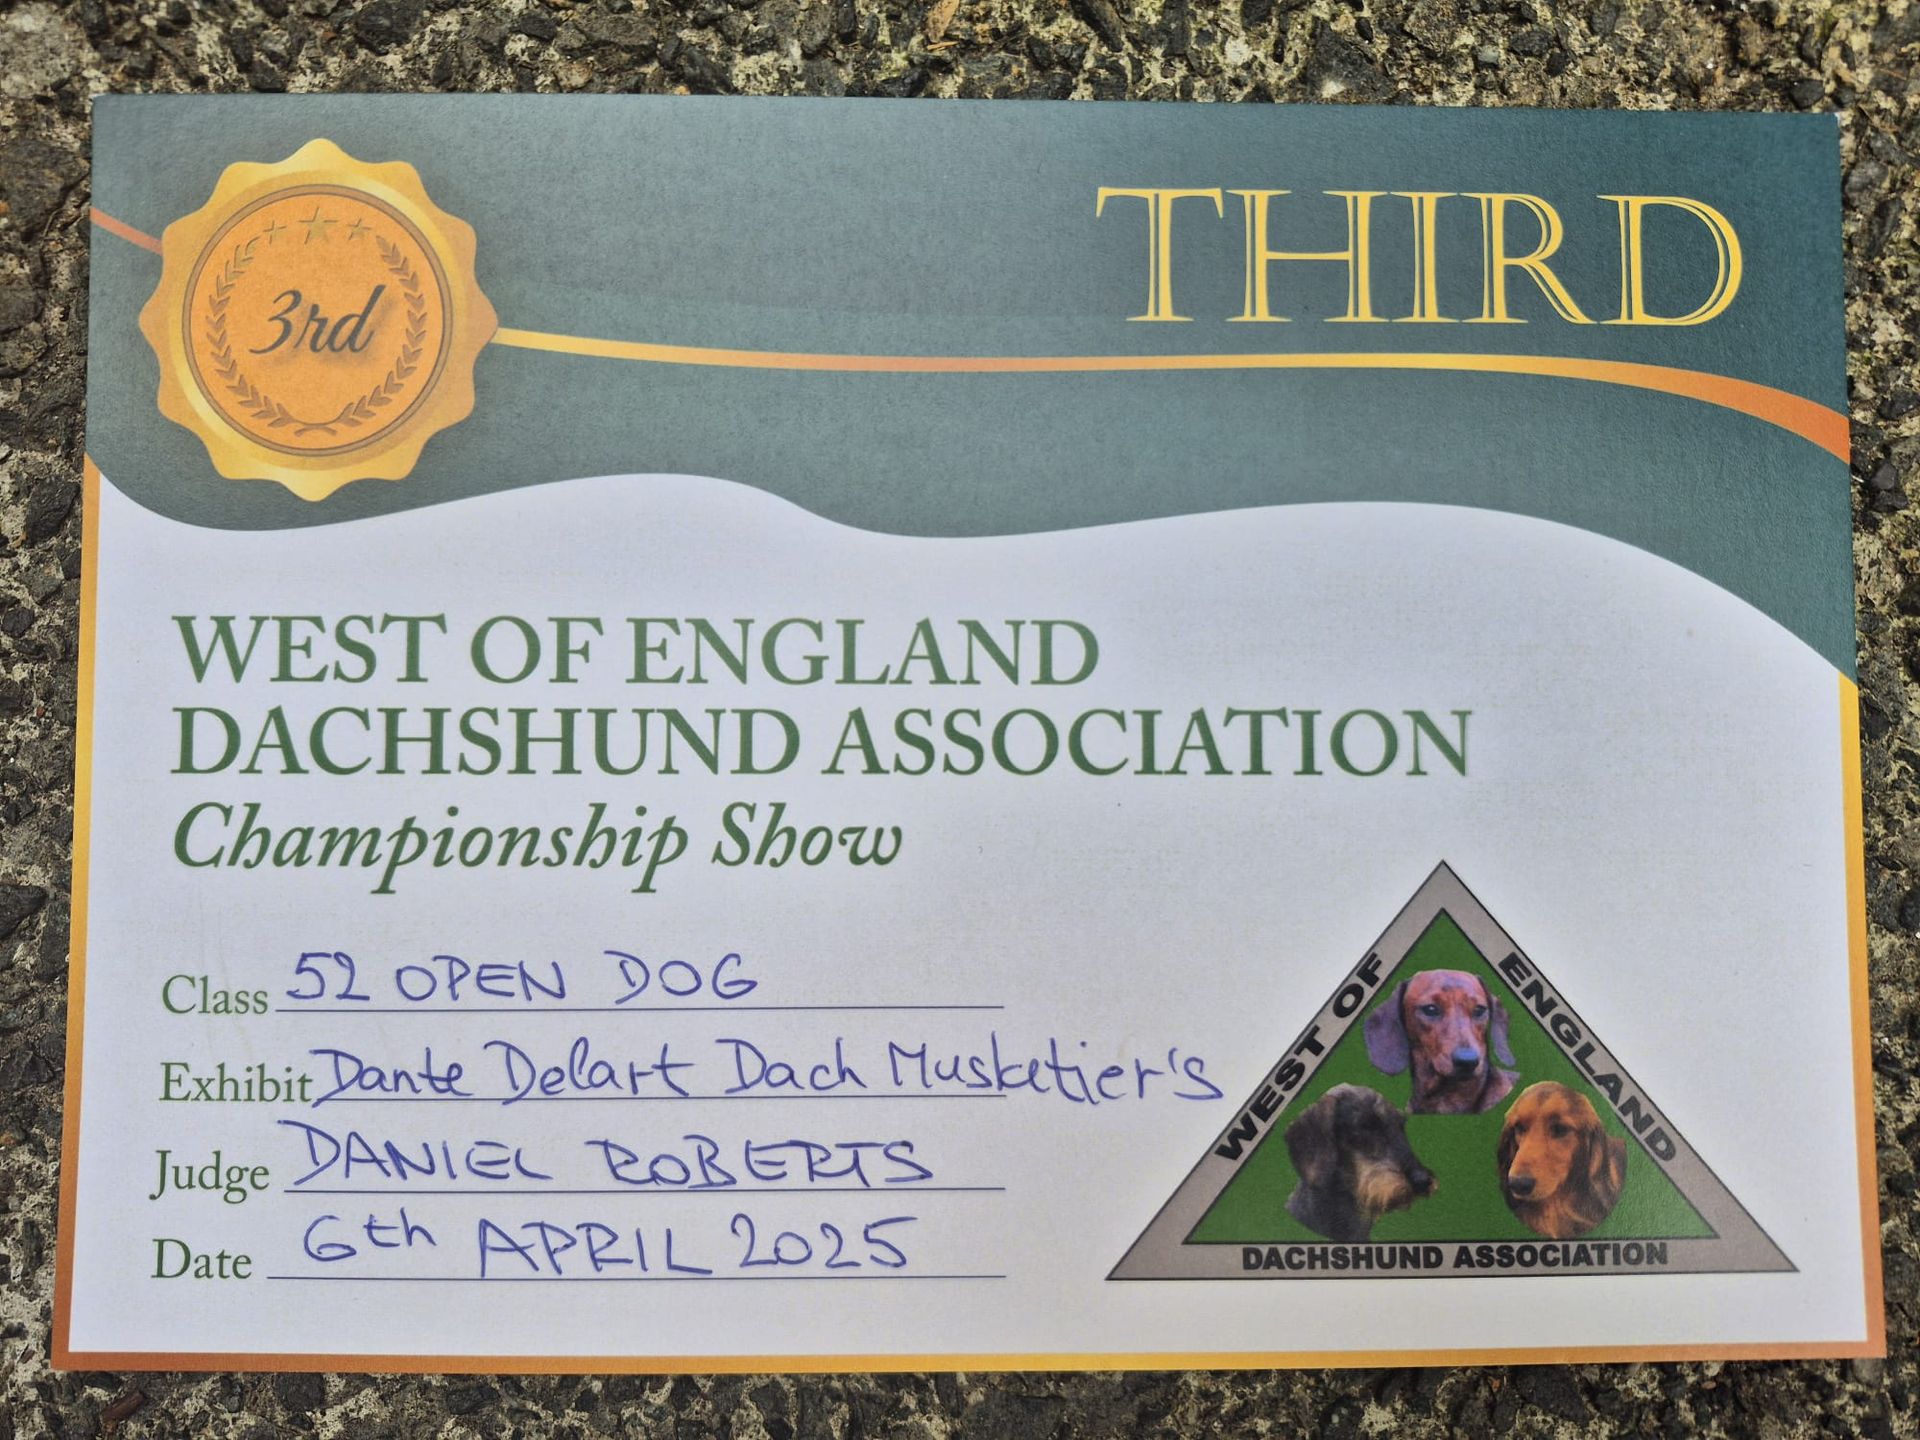 3rd
THIRD
WEST OF ENGLAND
DACHSHUND ASSOCIATION
Championship Show
Class 52 OPEN DOG
Exhibit Dante Delart Dach Musketier's
Judge DANIEL ROBERTS
Date 6th APRIL 2025
WEST OF ENGLAND
DACHSHUND ASSOCIATION